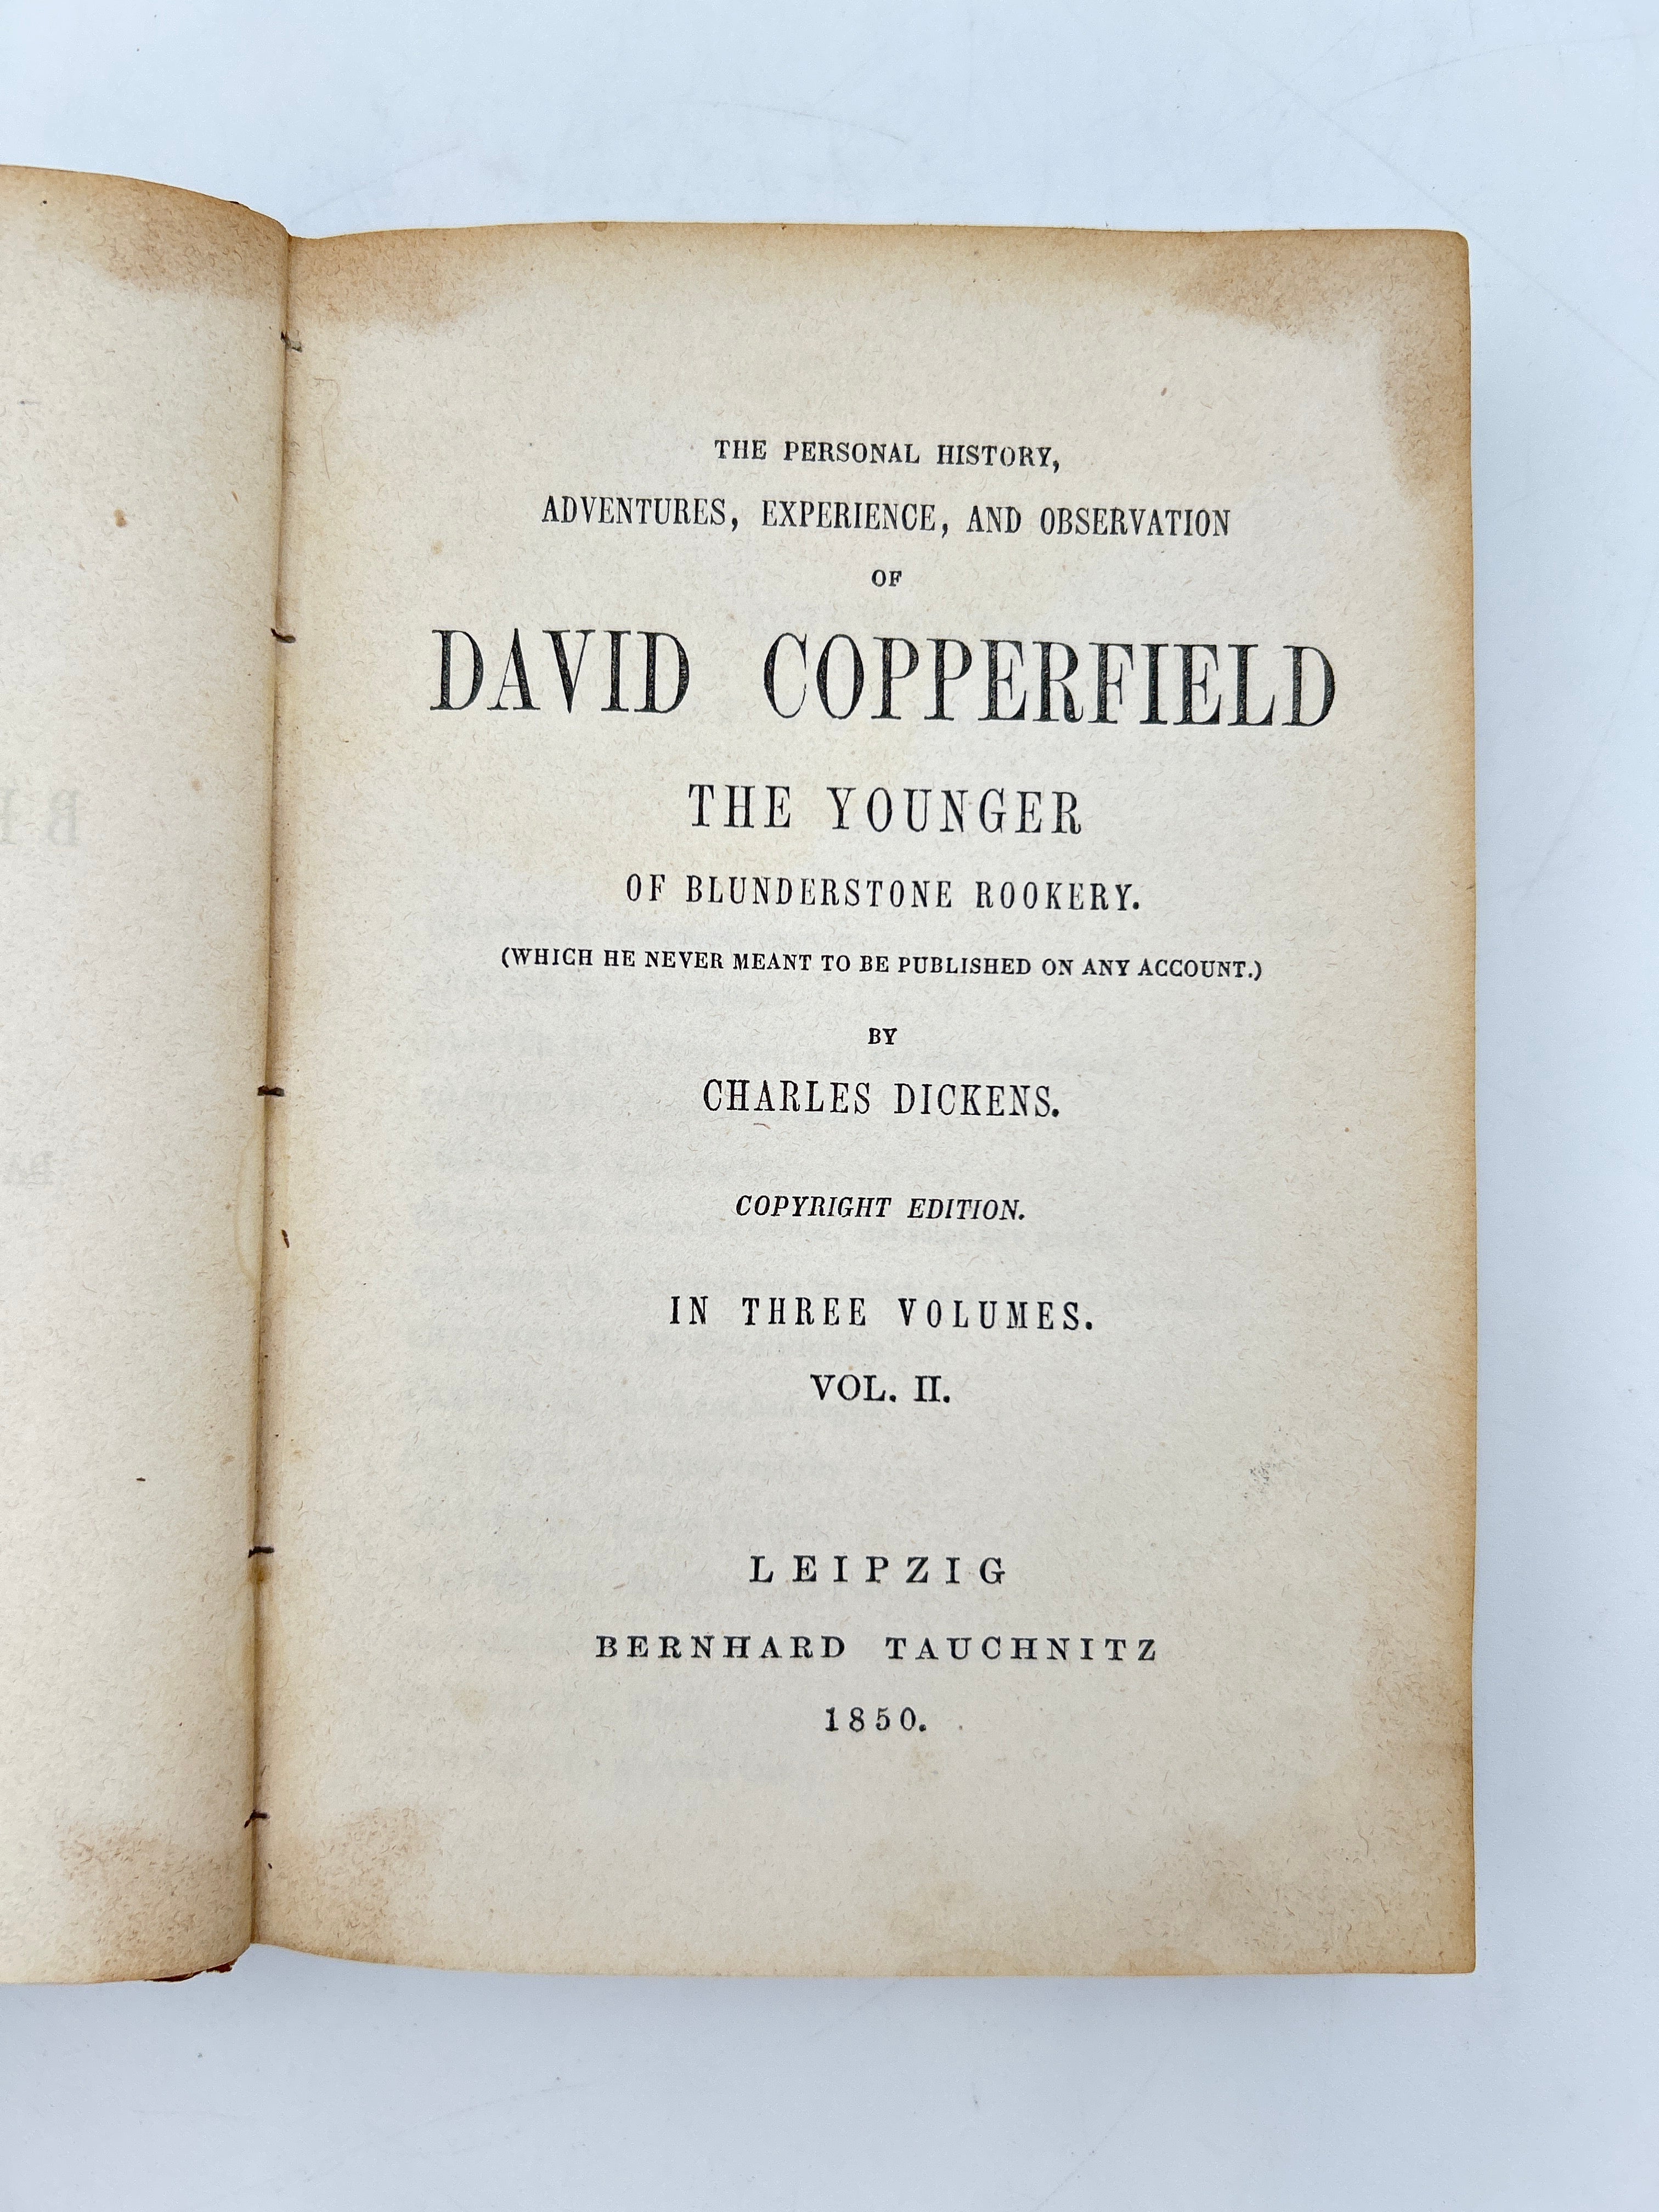 THE PERSONAL HISTORY,
ADVENTURES, EXPERIENCE, AND OBSERVATION
OF
DAVID COPPERFIELD
THE YOUNGER
OF BLUNDERSTONE ROOKERY.
(WHICH HE NEVER MEANT TO BE PUBLISHED ON ANY ACCOUNT.)
BY
CHARLES DICKENS.
COPYRIGHT EDITION.
IN THREE VOLUMES.
VOL. II.
LEIPZIG
BERNHARD TAUCHNITZ
1850.